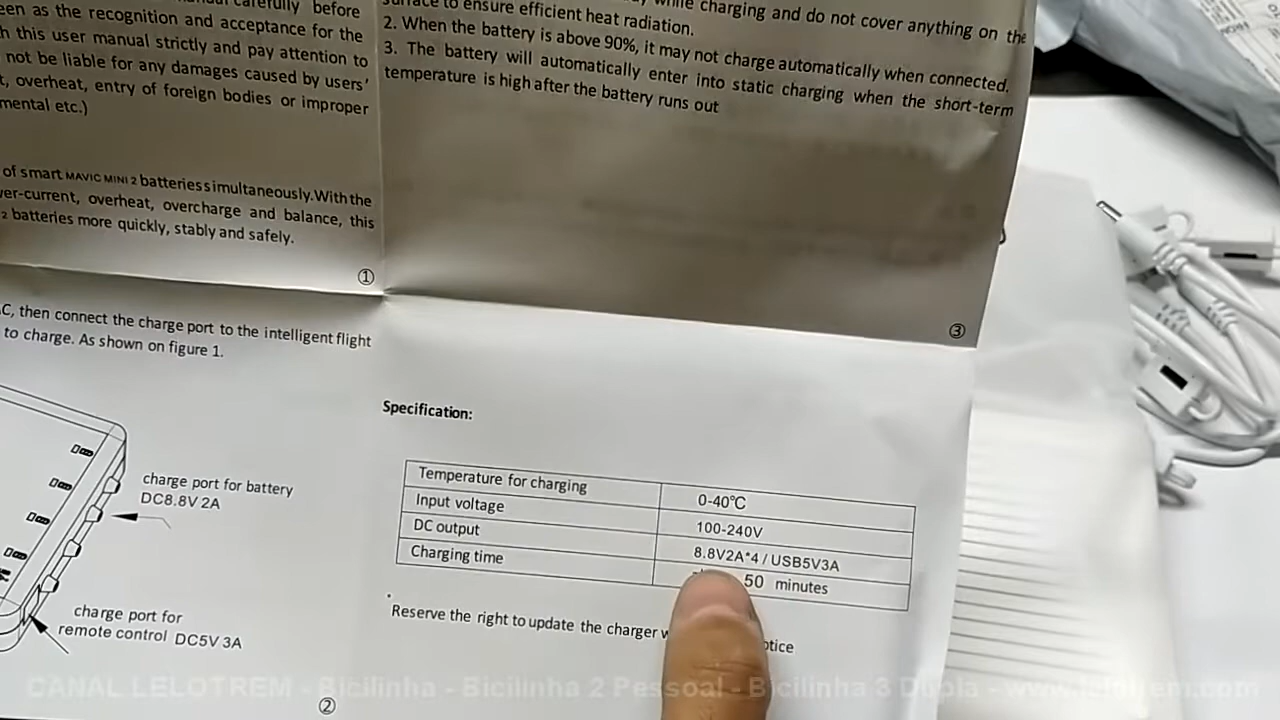 carefully before
een as the recognition and acceptance for the
h this user manual strictly and pay attention to
not be liable for any damages caused by users'
t, overheat, entry of foreign bodies or improper
mental etc.)
of smart MAVIC MINI 2 batteries simultaneously. With the
er-current, overheat, overcharge and balance, this
2 batteries more quickly, stably and safely.
①
while charging and do not cover anything on the
surface to ensure efficient heat radiation.
2. When the battery is above 90%, it may not charge automatically when connected.
3. The battery will automatically enter into static charging when the short-term
temperature is high after the battery runs out
③
C, then connect the charge port to the intelligent flight
to charge. As shown on figure 1.
charge port for battery
DC8.8V 2A
charge port for
remote control DC5V 3A
②
Specification:
Temperature for charging 0-40℃
Input voltage 100-240V
DC output 8.8V2A*4 / USB5V3A
Charging time 50 minutes
Reserve the right to update the charger
otice
CANAL LELOTREM - Bicilinha - Bicilinha 2 Pessoal - Bicilinha 3 Dupla - www.lelotrem.com